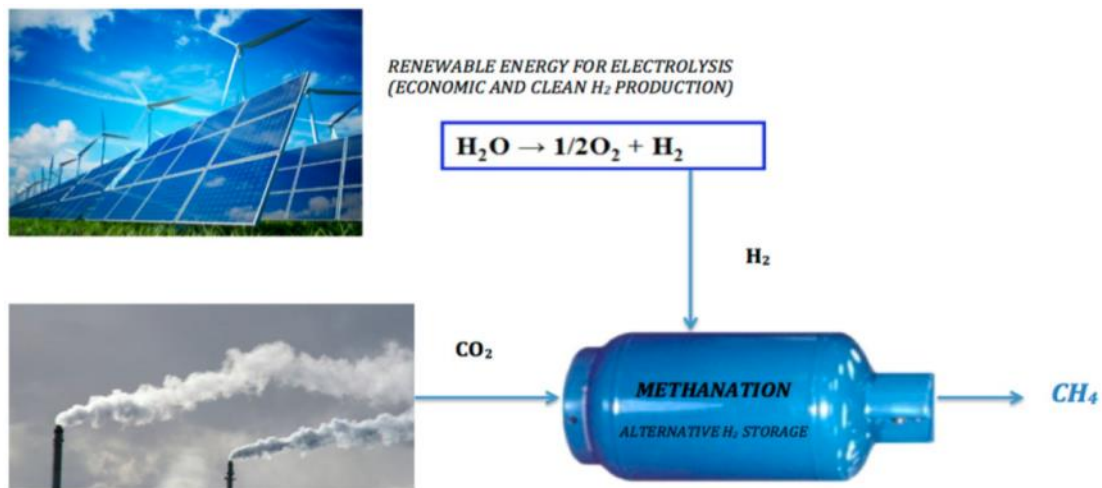 RENEWABLE ENERGY FOR ELECTROLYSIS
(ECONOMIC AND CLEAN H₂ PRODUCTION)
H₂O → 1/2O₂ + H₂
H₂
CO₂
METHANATION
ALTERNATIVE H₂ STORAGE
CH₄